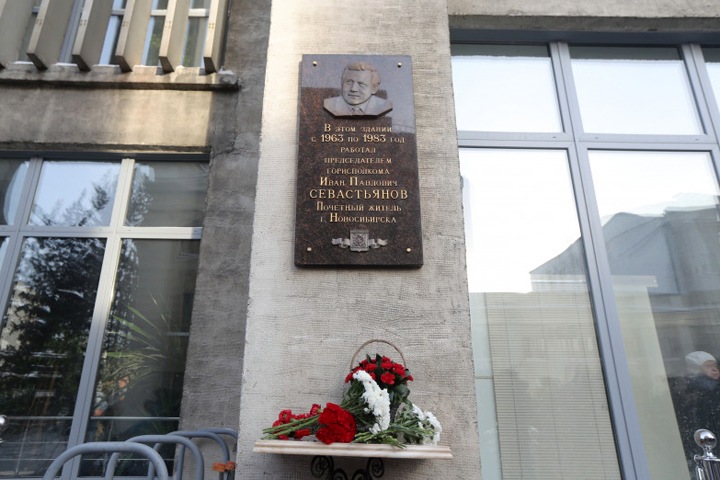 В этом здании
с 1963 по 1983 год
работал
председателем
горисполкома
Иван Павлович
СЕВАСТЬЯНОВ
Почетный житель
г. Новосибирска